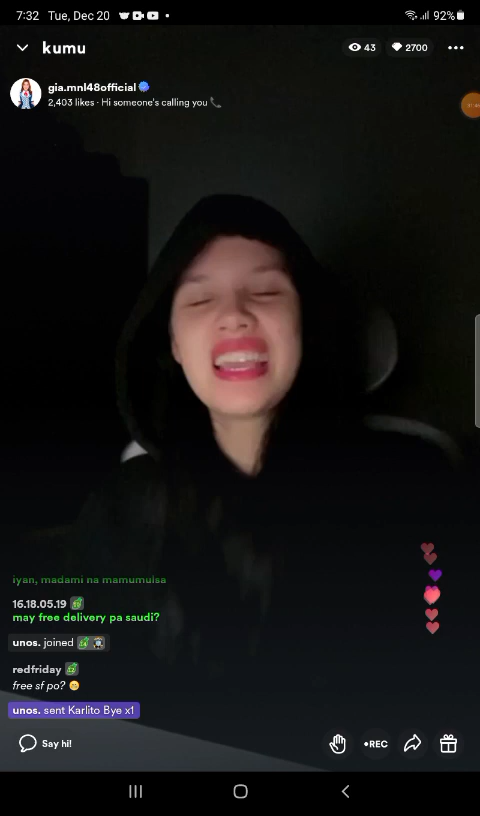 7:32 Tue, Dec 20 92%
kumu 43 2700
gia.mnl48official
2,403 likes · Hi someone's calling you
iyan, madami na mamumulsa
16.18.05.19
may free delivery pa saudi?
unos. joined
redfriday
free sf po?
unos. sent Karlito Bye x1
Say hi! •REC